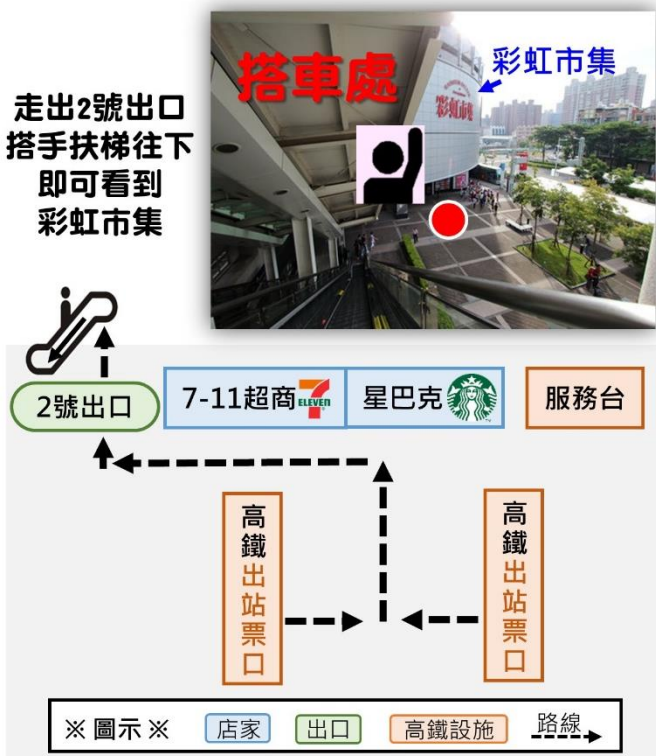 走出2號出口
搭手扶梯往下
即可看到
彩虹市集
搭車處
彩虹市集
彩虹市集
2號出口
7-11超商
ELEVEn
星巴克
服務台
高鐵出站票口
高鐵出站票口
※ 圖示 ※
店家
出口
高鐵設施
路線